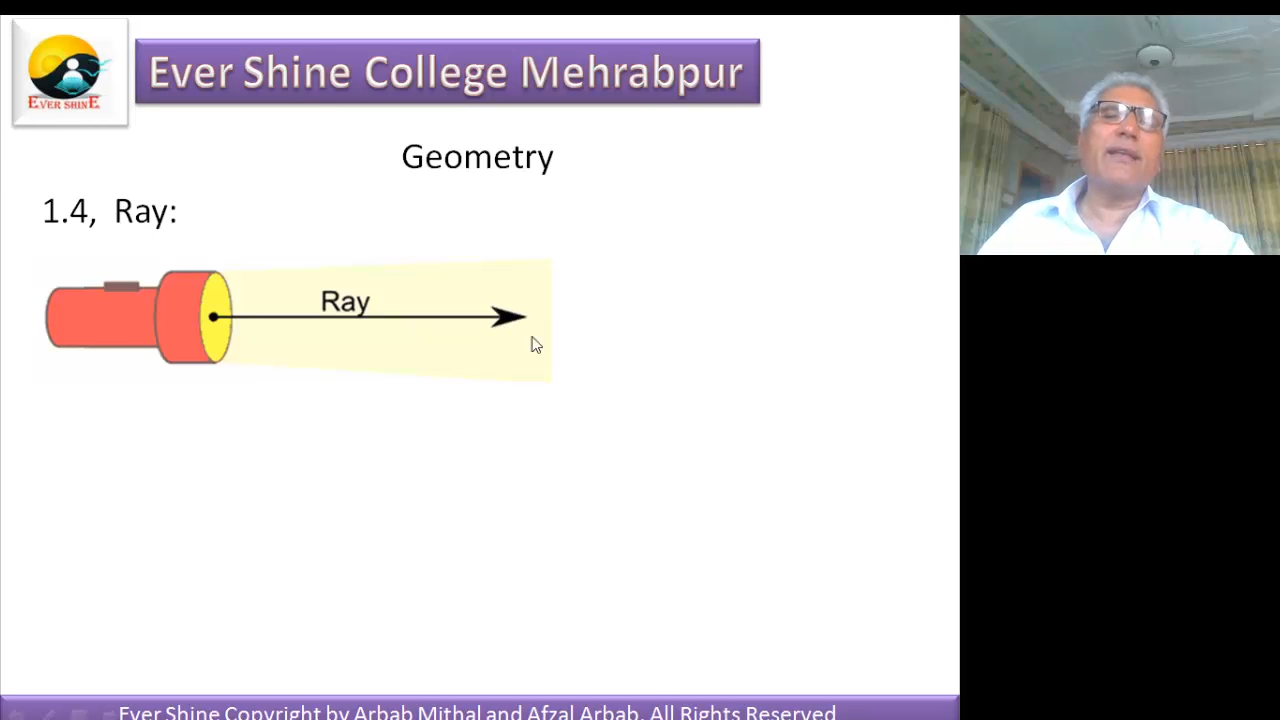 EVER SHINE
Ever Shine College Mehrabpur
Geometry
1.4, Ray:
Ray
Ever Shine Copyright by Arbab Mithal and Afzal Arbab. All Rights Reserved